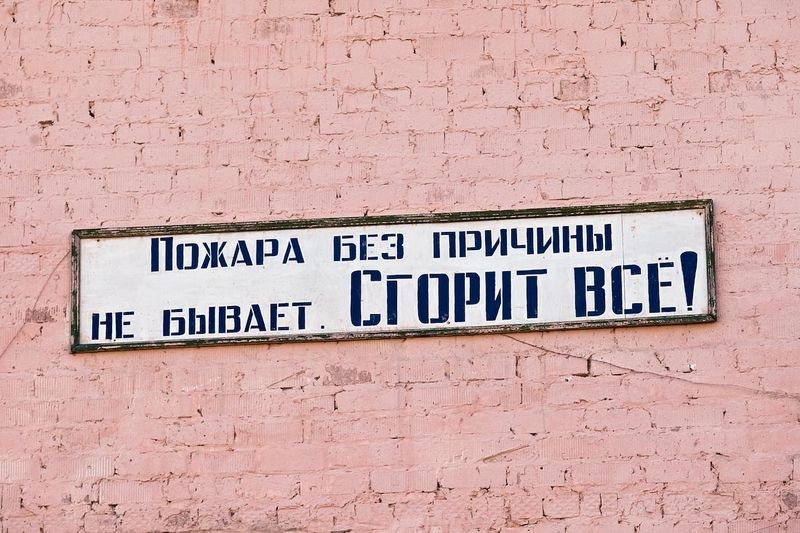 Пожара без причины
не бывает. Сгорит всё!